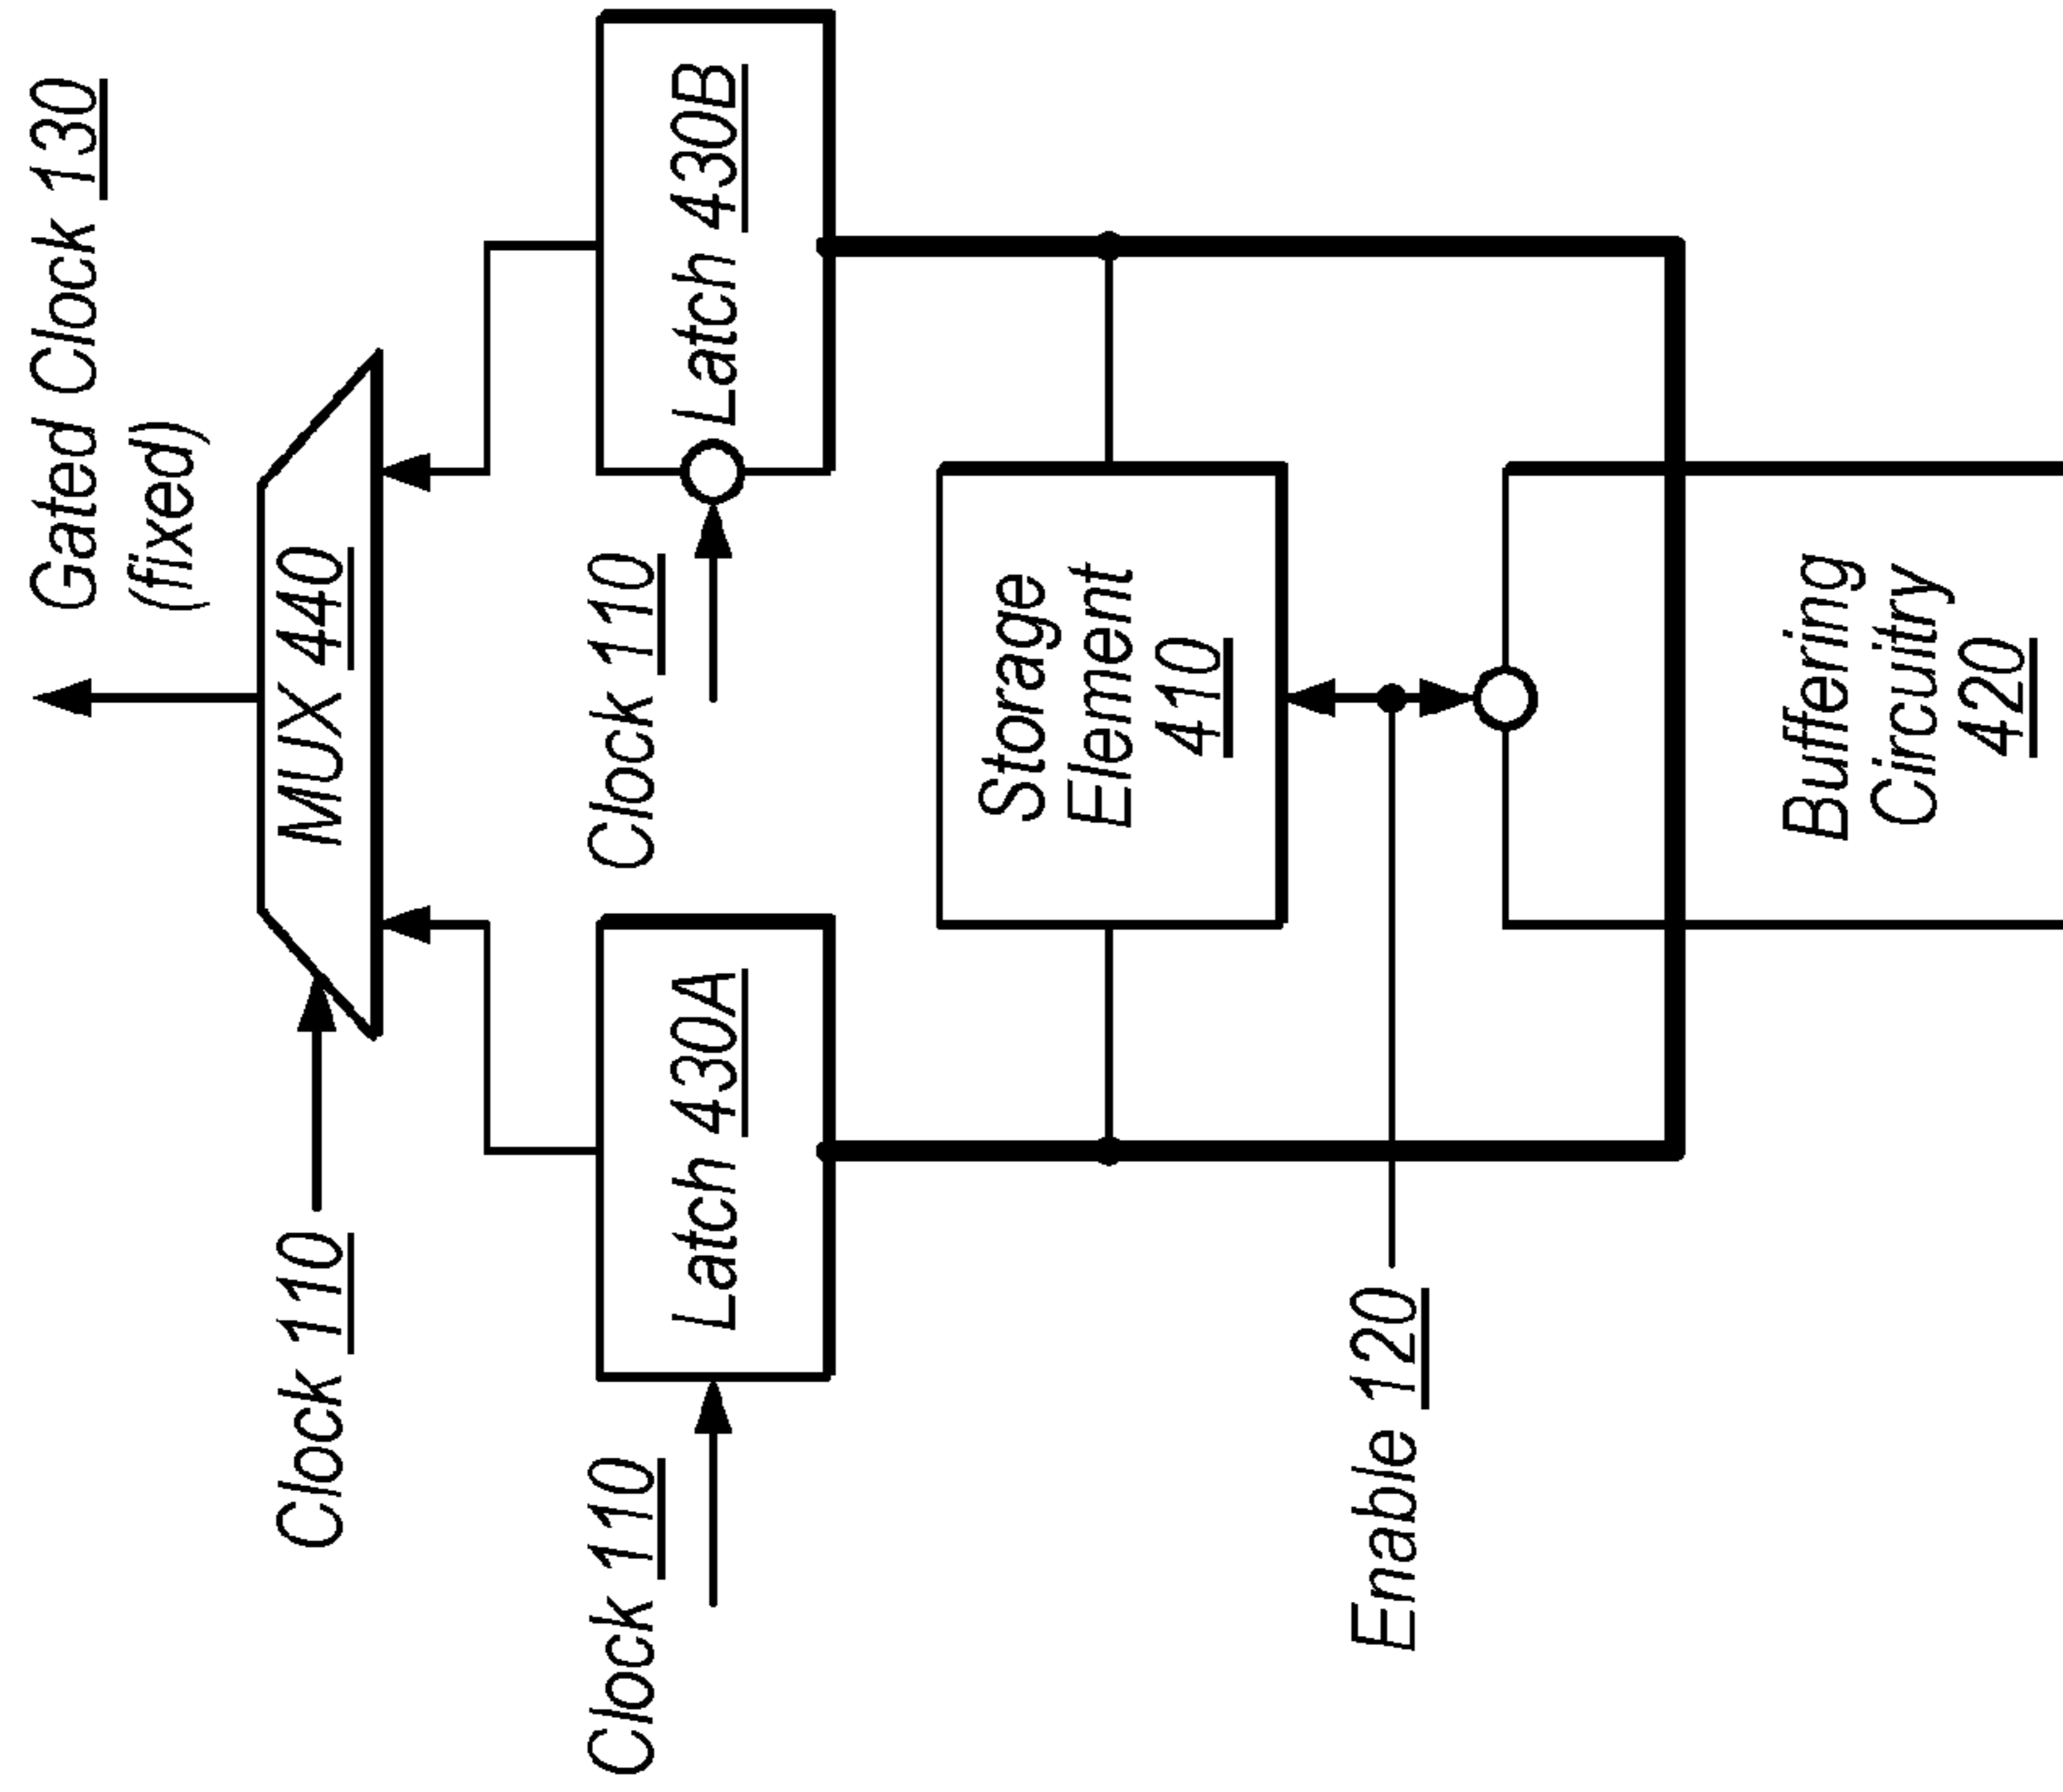 Gated Clock 130
(fixed)
MUX 440
Clock 110
Latch 430A
Latch 430B
Clock 110
Clock 110
Storage
Element
410
Enable 120
Buffering
Circuitry
420